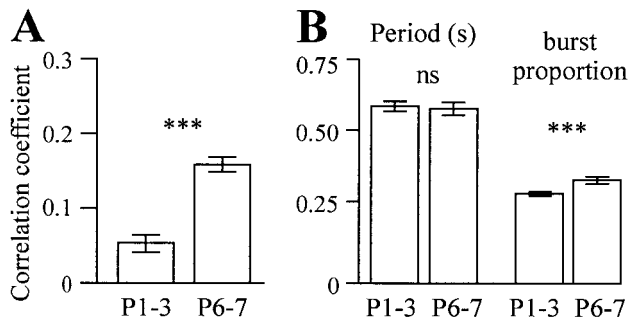 A
Correlation coefficient
0.3
0.2
0.1
0
***
P1-3 P6-7
B
Period (s)
ns
burst
proportion
***
0.75
0.50
0.25
0
P1-3 P6-7 P1-3 P6-7